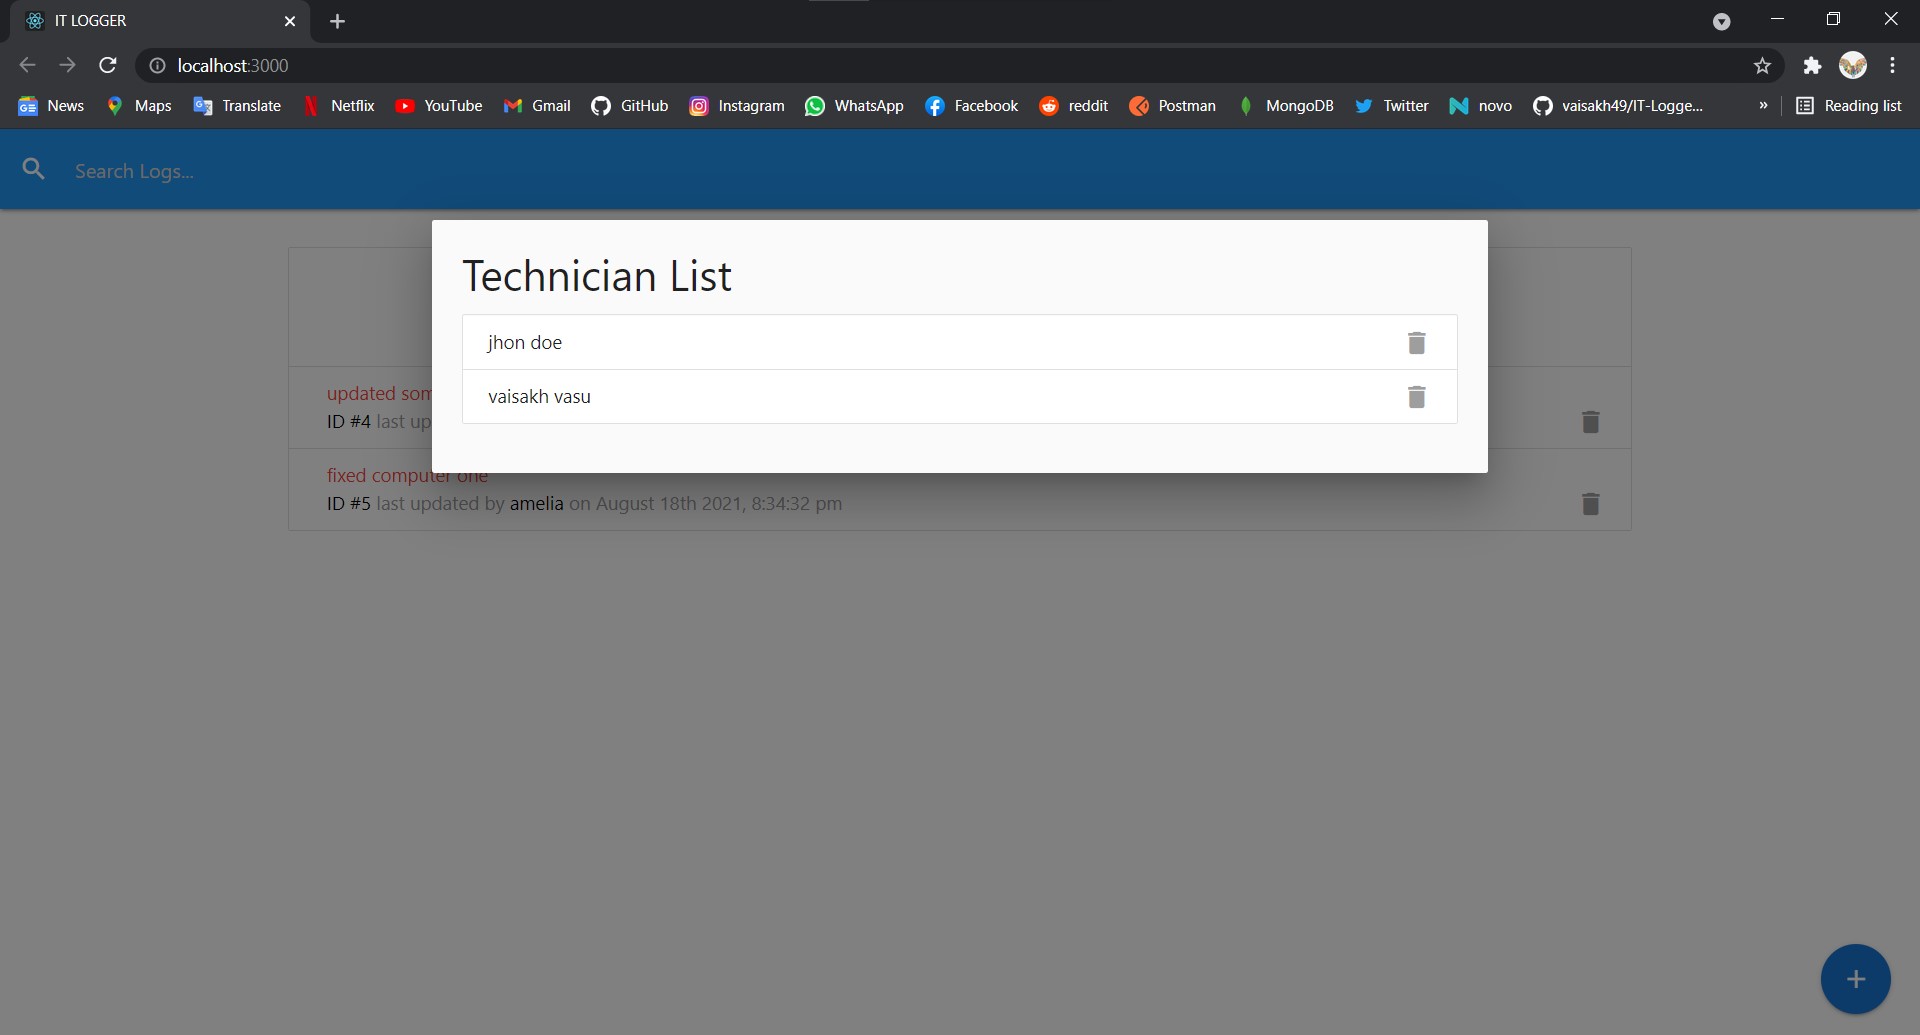 IT LOGGER
localhost:3000
News Maps Translate Netflix YouTube Gmail GitHub Instagram WhatsApp Facebook reddit Postman MongoDB Twitter novo vaisakh49/IT-Logge... » Reading list
Search Logs...
Technician List
jhon doe
vaisakh vasu
updated som
ID #4 last up
fixed computer one
ID #5 last updated by amelia on August 18th 2021, 8:34:32 pm